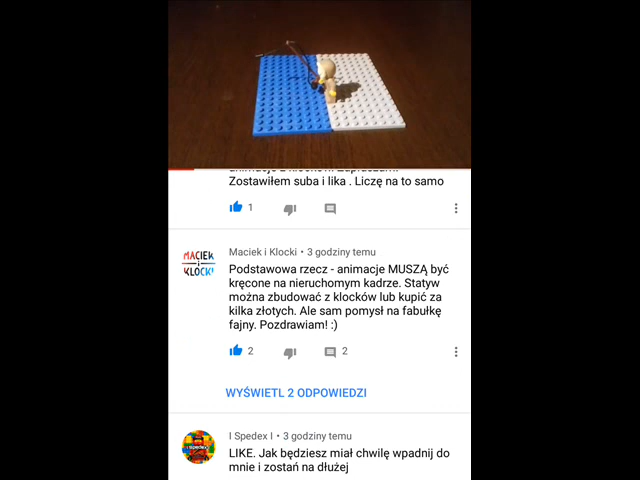 Zostawiłem suba i lika . Liczę na to samo
1
MACIEK
i
KLOCKI
Maciek i Klocki • 3 godziny temu
Podstawowa rzecz - animacje MUSZĄ być
kręcone na nieruchomym kadrze. Statyw
można zbudować z klocków lub kupić za
kilka złotych. Ale sam pomysł na fabułkę
fajny. Pozdrawiam! :)
2
2
WYŚWIETL 2 ODPOWIEDZI
I Spedex I • 3 godziny temu
LIKE. Jak będziesz miał chwilę wpadnij do
mnie i zostań na dłużej